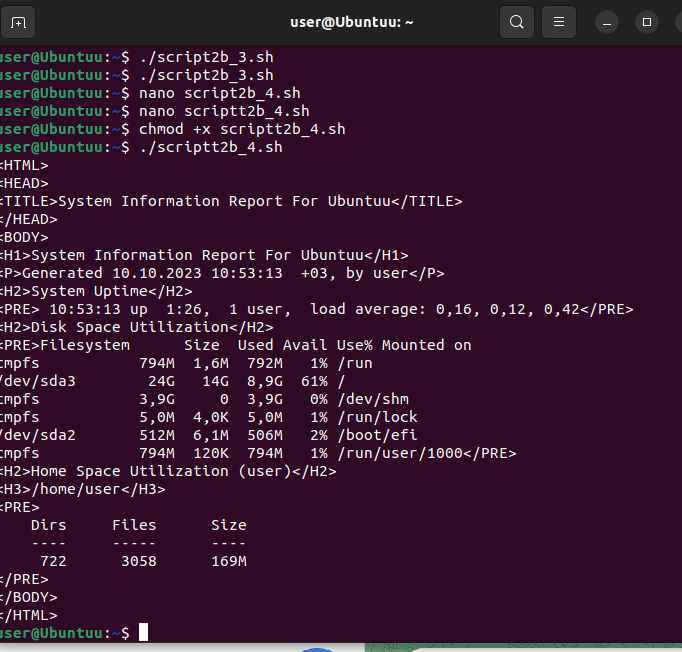 user@Ubuntuu: ~
user@Ubuntuu:~$ ./script2b_3.sh
user@Ubuntuu:~$ ./script2b_3.sh
user@Ubuntuu:~$ nano script2b_4.sh
user@Ubuntuu:~$ nano scriptt2b_4.sh
user@Ubuntuu:~$ chmod +x scriptt2b_4.sh
user@Ubuntuu:~$ ./scriptt2b_4.sh
<HTML>
<HEAD>
<TITLE>System Information Report For Ubuntuu</TITLE>
</HEAD>
<BODY>
<H1>System Information Report For Ubuntuu</H1>
<P>Generated 10.10.2023 10:53:13  +03, by user</P>
<H2>System Uptime</H2>
<PRE> 10:53:13 up  1:26,  1 user,  load average: 0,16, 0,12, 0,42</PRE>
<H2>Disk Space Utilization</H2>
<PRE>Filesystem      Size  Used Avail Use% Mounted on
tmpfs           794M  1,6M  792M   1% /run
/dev/sda3        24G   14G  8,9G  61% /
tmpfs           3,9G     0  3,9G   0% /dev/shm
tmpfs           5,0M  4,0K  5,0M   1% /run/lock
/dev/sda2       512M  6,1M  506M   2% /boot/efi
tmpfs           794M  120K  794M   1% /run/user/1000</PRE>
<H2>Home Space Utilization (user)</H2>
<H3>/home/user</H3>
<PRE>
    Dirs     Files      Size
    ----     -----      ----
     722      3058      169M
</PRE>
</BODY>
</HTML>
user@Ubuntuu:~$